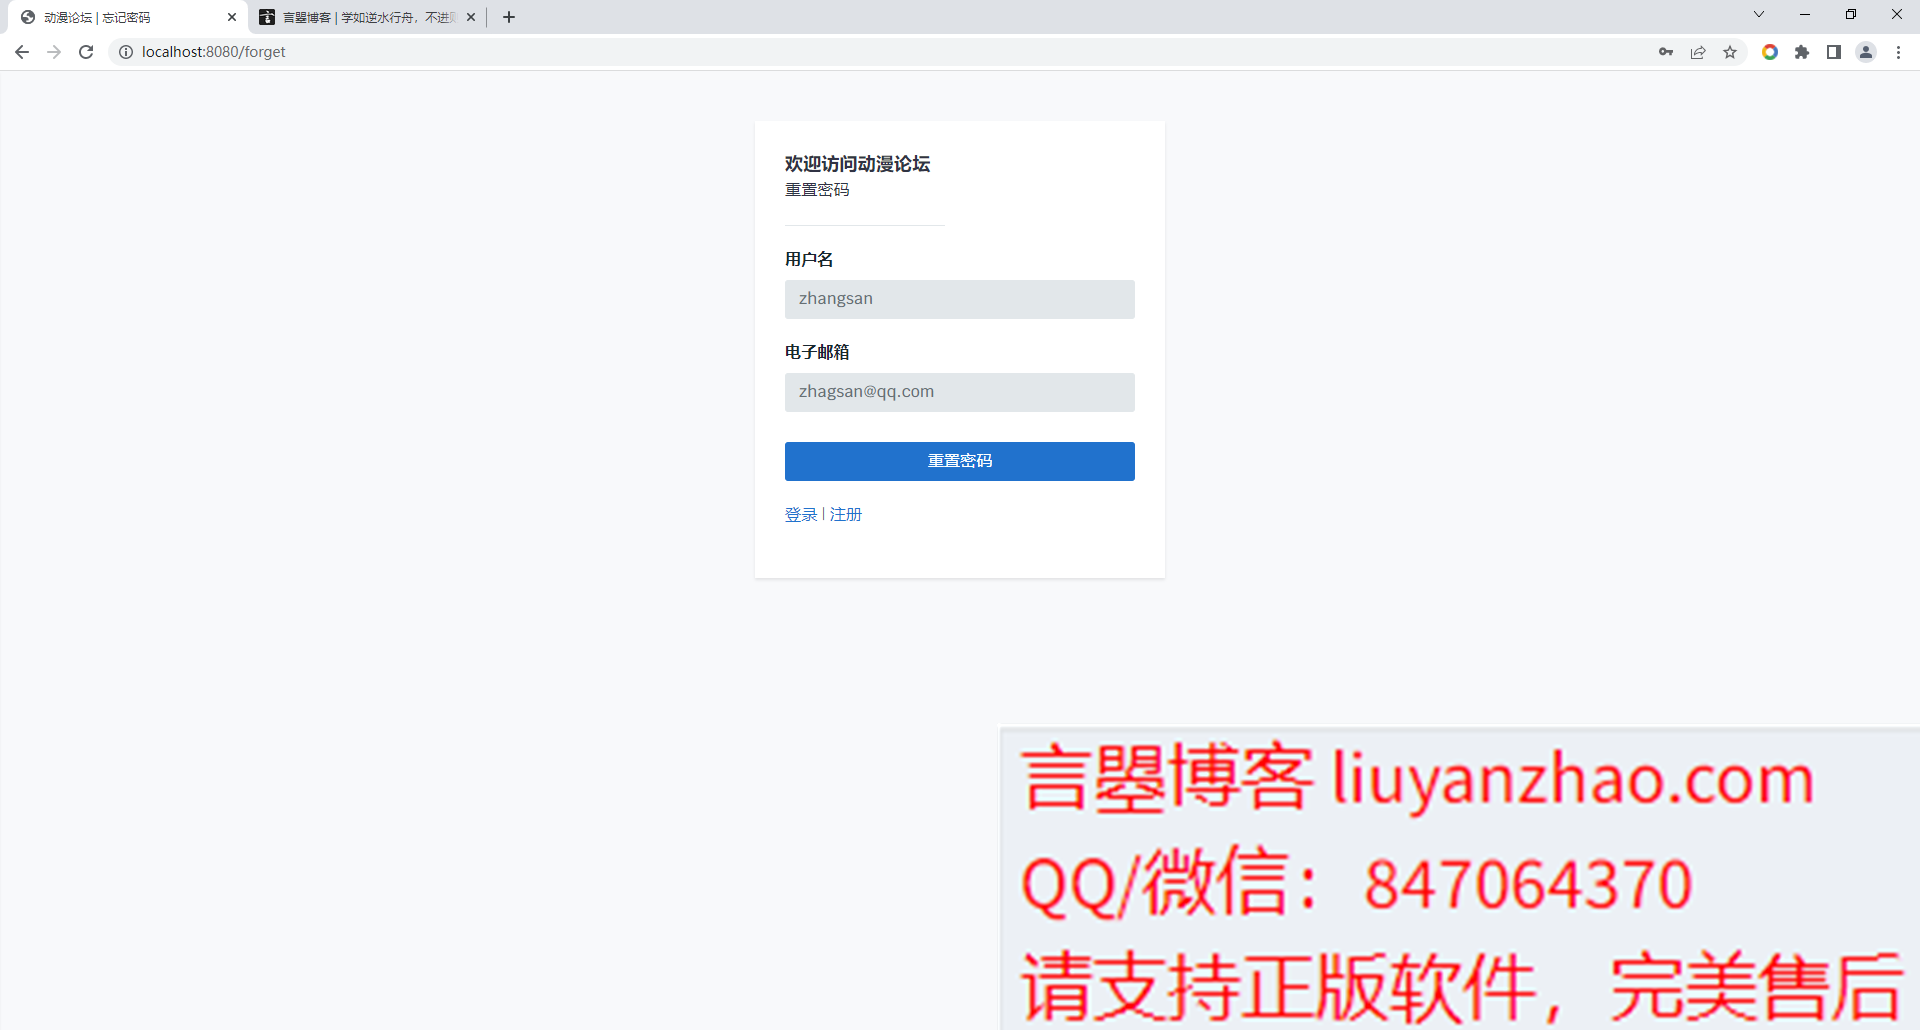 动漫论坛 | 忘记密码
言曌博客 | 学如逆水行舟，不进则
localhost:8080/forget
欢迎访问动漫论坛
重置密码
用户名
zhangsan
电子邮箱
zhagsan@qq.com
重置密码
登录 | 注册
言曌博客 liuyanzhao.com
QQ/微信：847064370
请支持正版软件，完美售后